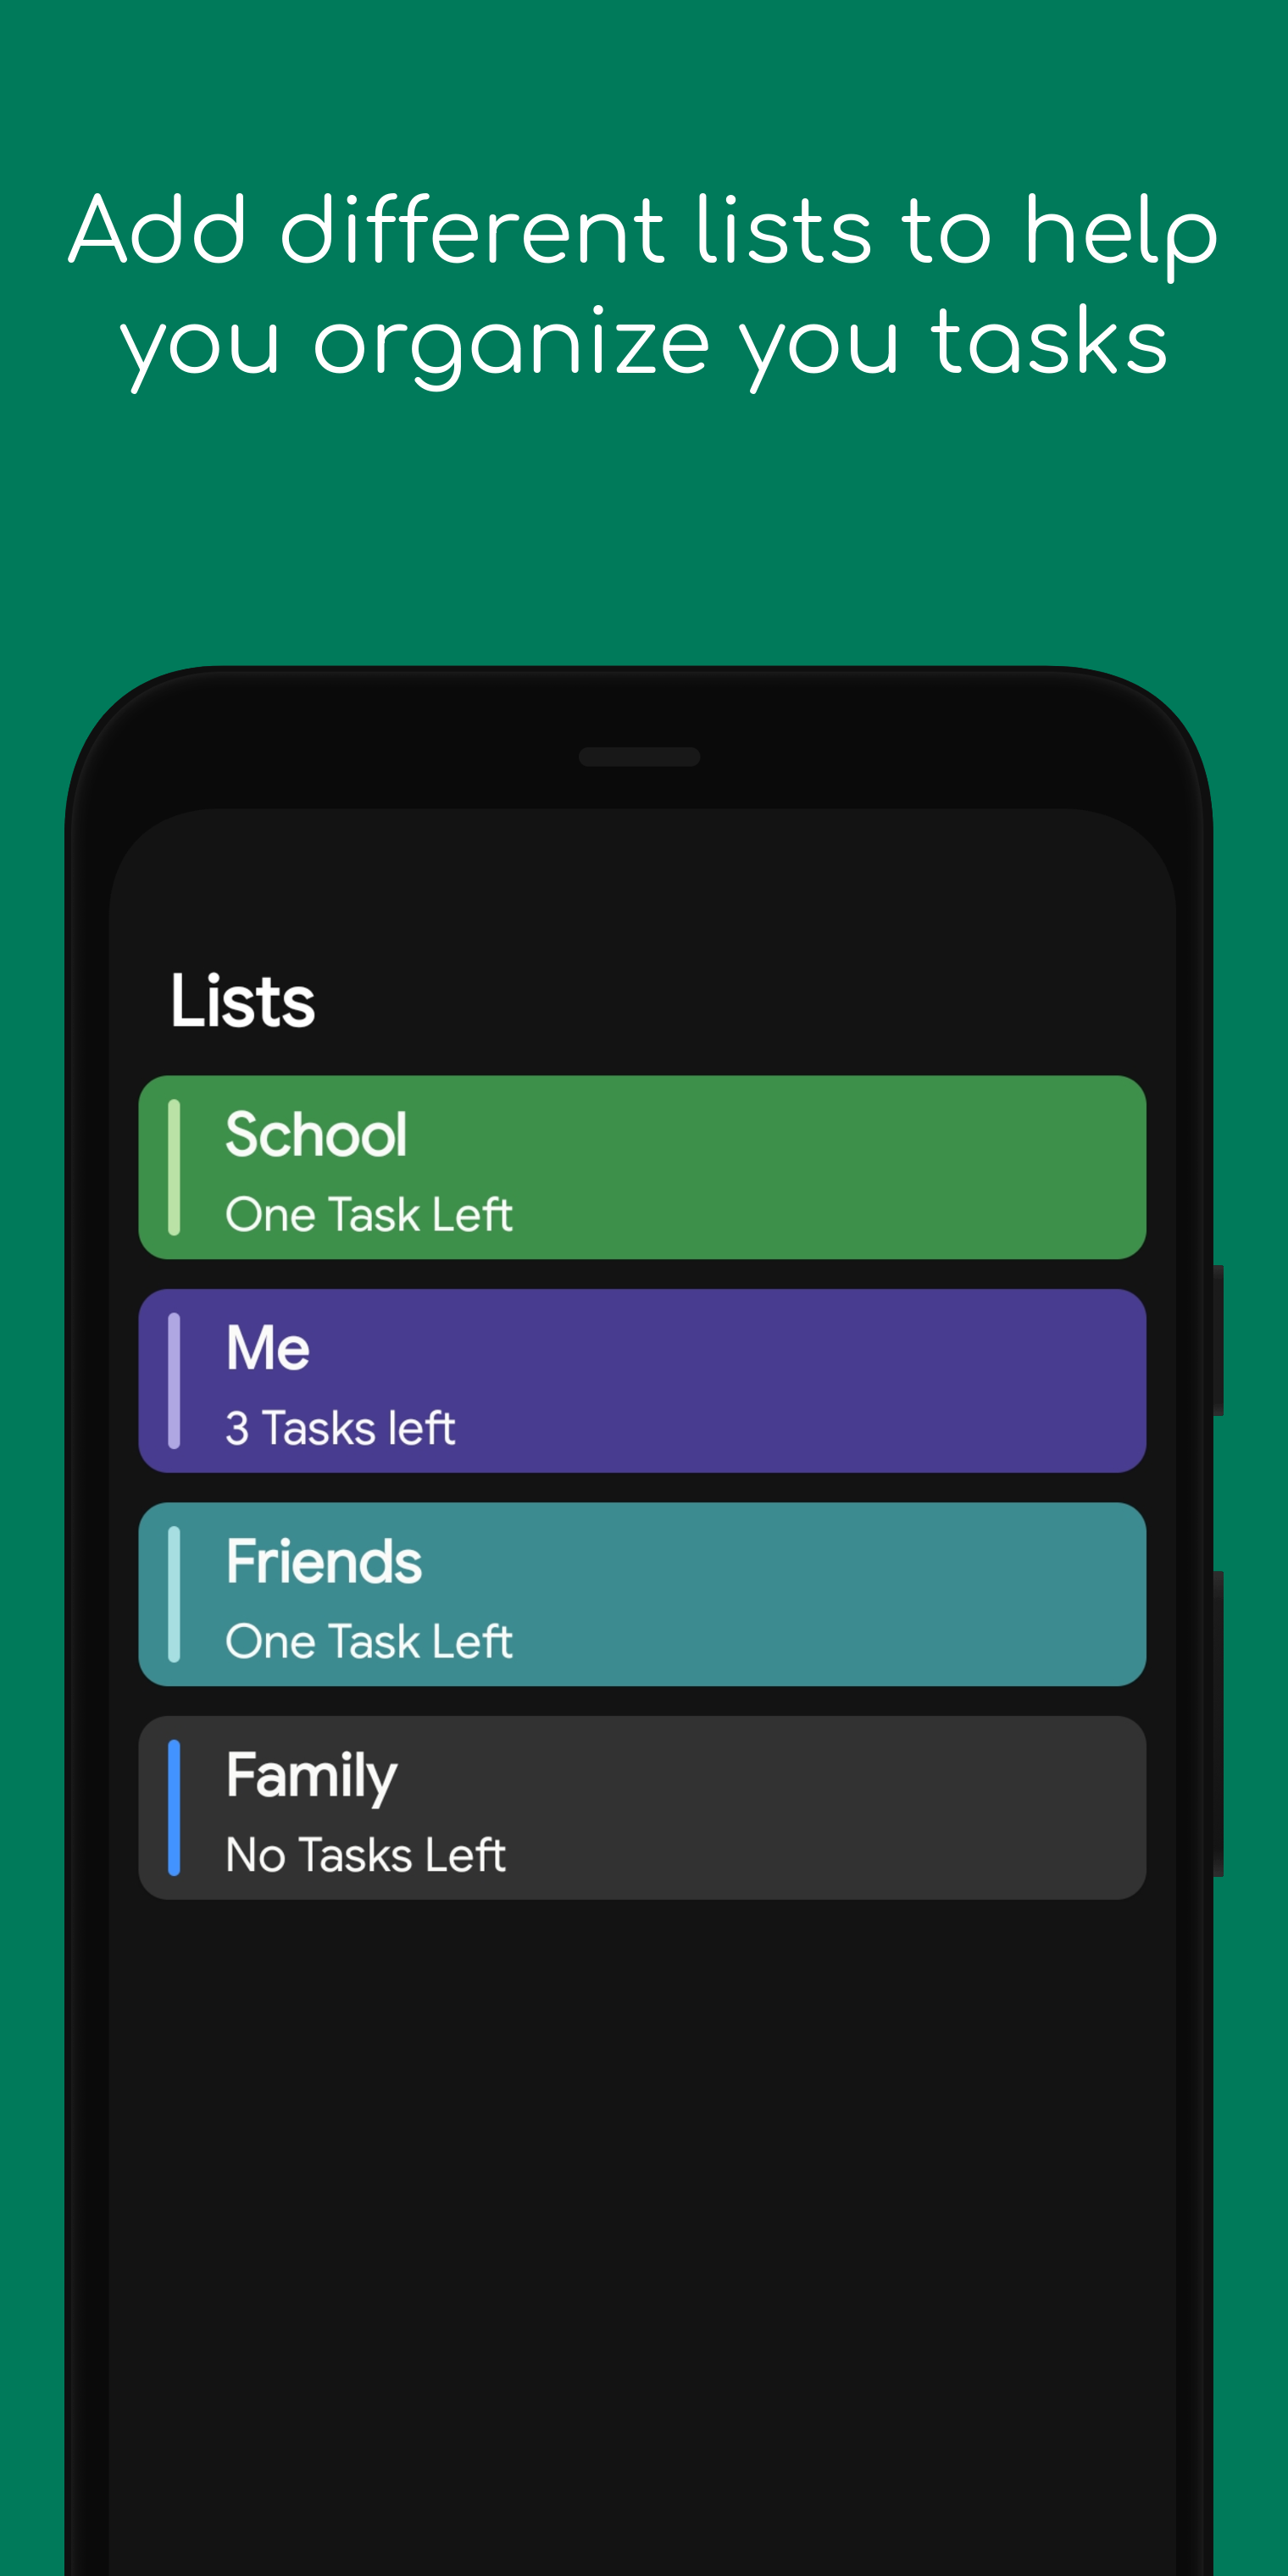 Add different lists to help
you organize you tasks
Lists
School
One Task Left
Me
3 Tasks left
Friends
One Task Left
Family
No Tasks Left